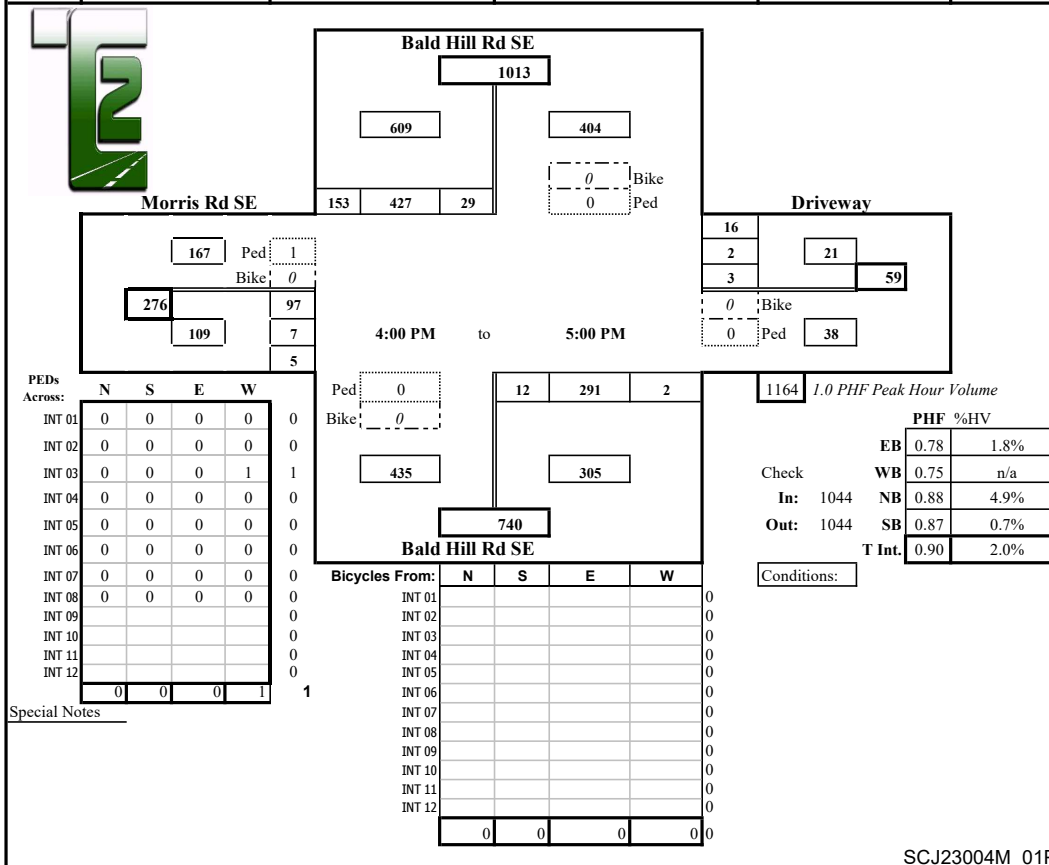 T2
Bald Hill Rd SE
1013
609 404
0 Bike
Morris Rd SE 153 427 29 0 Ped Driveway
16
167 Ped 1 2 21
Bike 0 3 59
276 97 0 Bike
109 7 4:00 PM to 5:00 PM 0 Ped 38
5
PEDs Across: N S E W Ped 0 12 291 2 1164 1.0 PHF Peak Hour Volume
INT 01 0 0 0 0 0 Bike 0 PHF %HV
INT 02 0 0 0 0 0 EB 0.78 1.8%
INT 03 0 0 0 1 1 435 305 Check WB 0.75 n/a
INT 04 0 0 0 0 0 In: 1044 NB 0.88 4.9%
INT 05 0 0 0 0 0 740 Out: 1044 SB 0.87 0.7%
INT 06 0 0 0 0 0 Bald Hill Rd SE T Int. 0.90 2.0%
INT 07 0 0 0 0 0 Bicycles From: N S E W Conditions:
INT 08 0 0 0 0 0 INT 01 0
INT 09 0 INT 02 0
INT 10 0 INT 03 0
INT 11 0 INT 04 0
INT 12 0 INT 05 0
0 0 0 1 1 INT 06 0
Special Notes INT 07 0
INT 08 0
INT 09 0
INT 10 0
INT 11 0
INT 12 0
0 0 0 0 0
SCJ23004M_01P